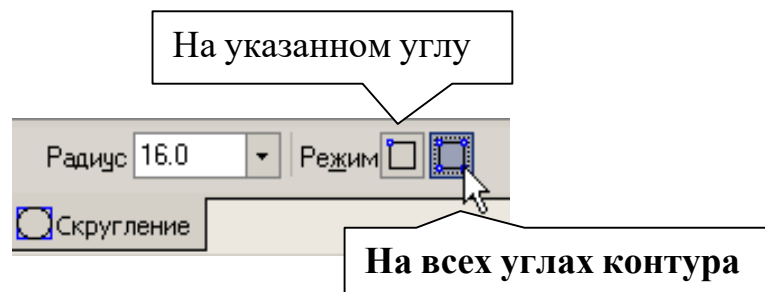 На указанном углу
Радиус 16.0 Режим
Скругление
На всех углах контура